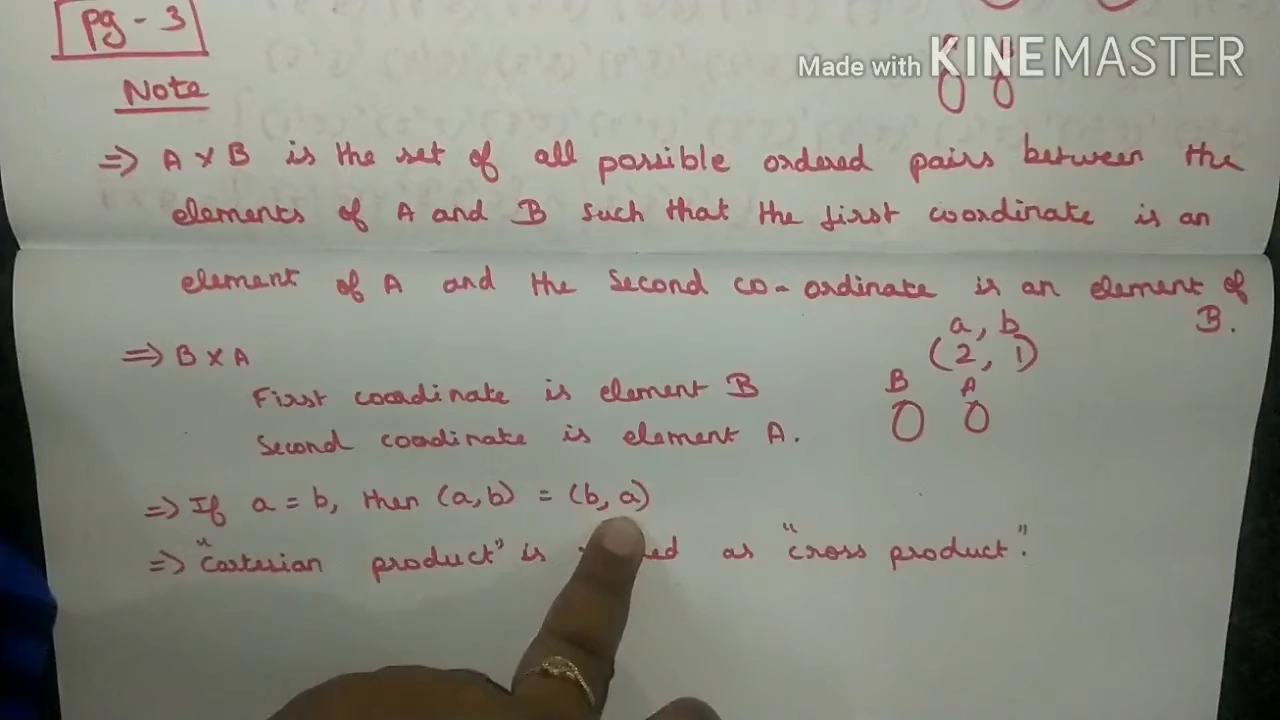 Pg - 3
Made with KINEMASTER
Note
⇒ A x B is the set of all possible ordered pairs between the
elements of A and B such that the first coordinate is an
element of A and the Second co-ordinate is an element of
B.
a, b
(2, 1)
⇒ B x A
B A
First coordinate is element B
Second coordinate is element A.
⇒ If a = b, then (a,b) = (b,a)
⇒ "Cartesian product" is as "cross product".